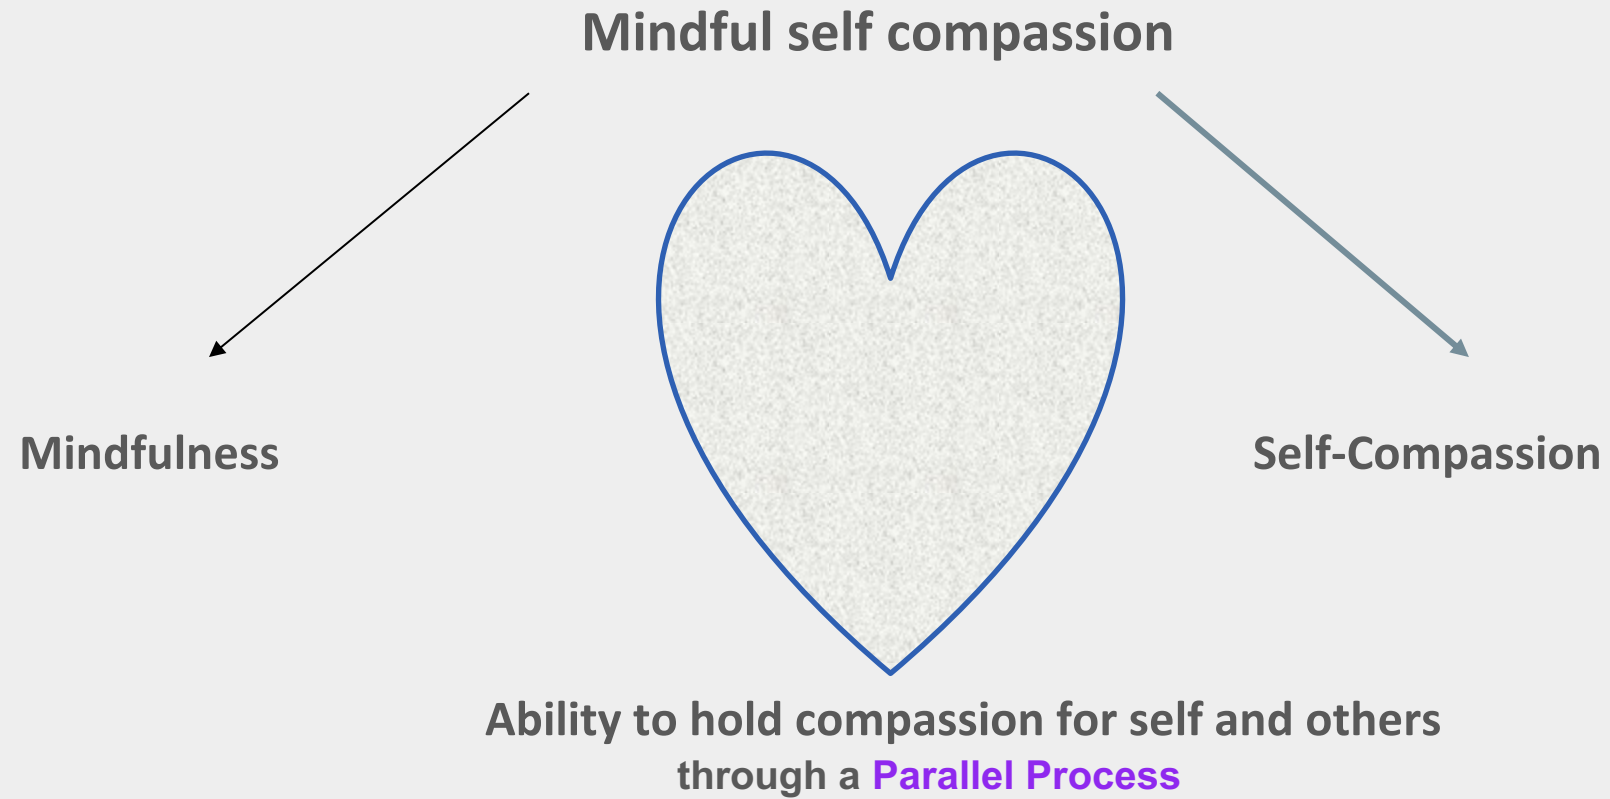 Mindful self compassion
Mindfulness
Self-Compassion
Ability to hold compassion for self and others
through a Parallel Process